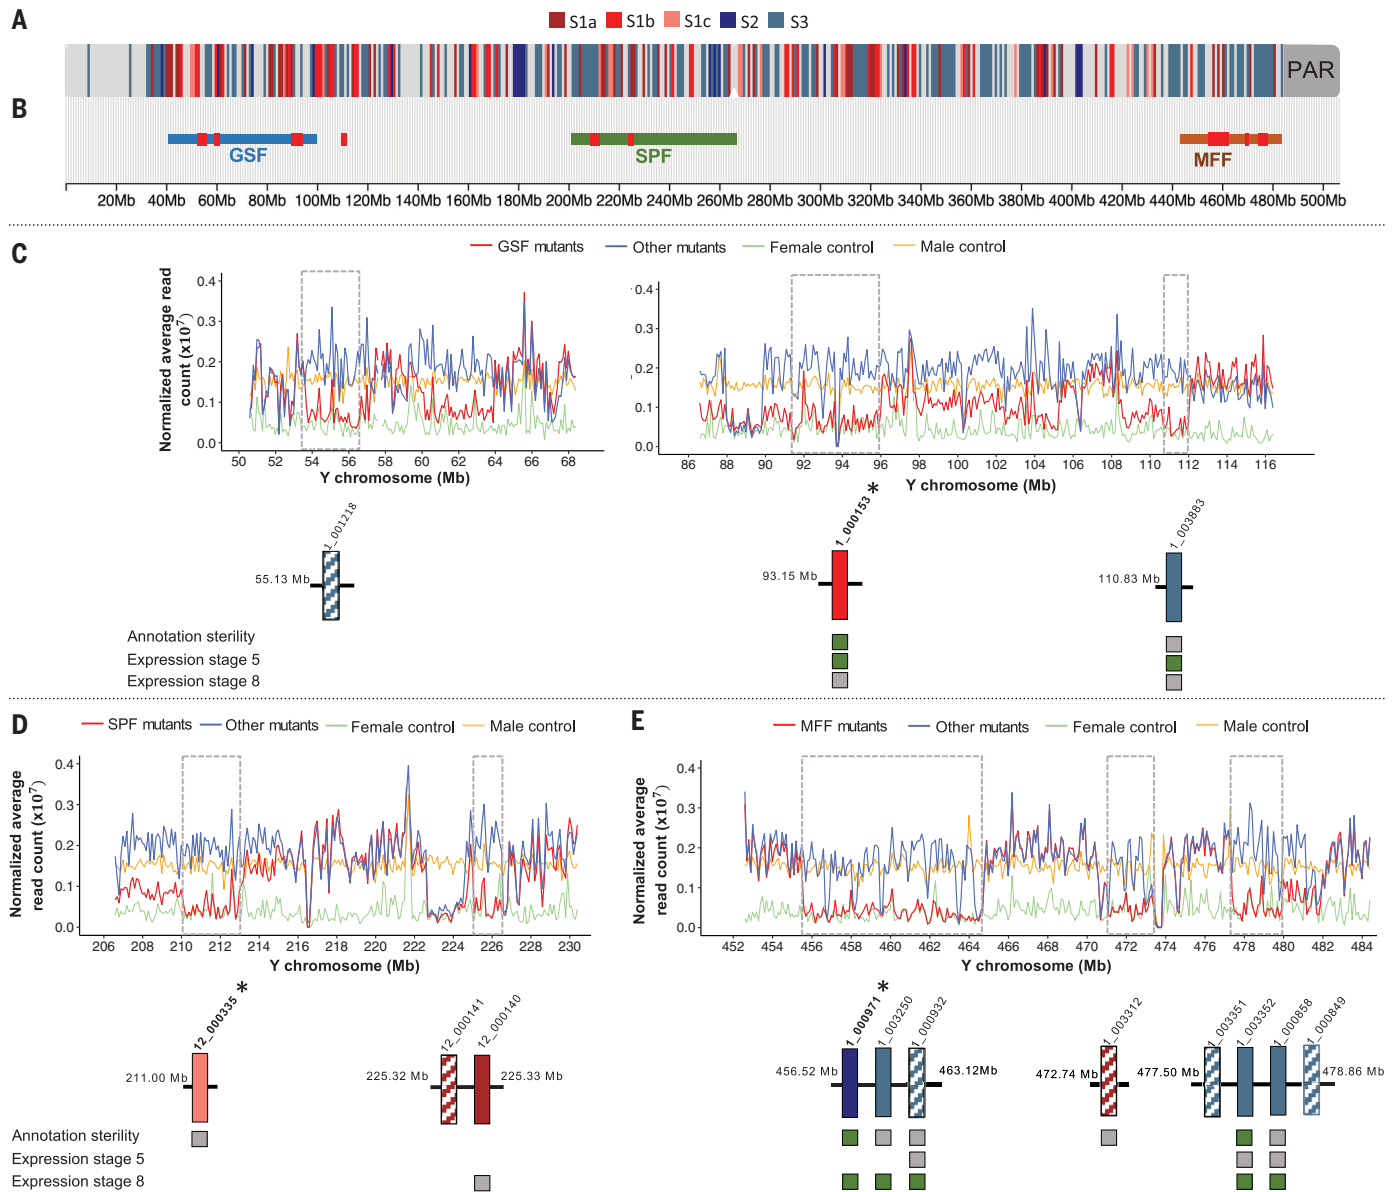 A
S1a S1b S1c S2 S3
PAR
B
GSF
SPF
MFF
20Mb 40Mb 60Mb 80Mb 100Mb 120Mb 140Mb 160Mb 180Mb 200Mb 220Mb 240Mb 260Mb 280Mb 300Mb 320Mb 340Mb 360Mb 380Mb 400Mb 420Mb 440Mb 460Mb 480Mb 500Mb
C
GSF mutants Other mutants Female control Male control
Normalized average read
count (x10⁷)
0.4
0.3
0.2
0.1
0.0
50 52 54 56 58 60 62 64 66 68
Y chromosome (Mb)
0.4
0.3
0.2
0.1
0.0
86 88 90 92 94 96 98 100 102 104 106 108 110 112 114 116
Y chromosome (Mb)
1_001218
55.13 Mb
1_000153 *
93.15 Mb
1_003883
110.83 Mb
Annotation sterility
Expression stage 5
Expression stage 8
D
SPF mutants Other mutants Female control Male control
Normalized average
read count (x10⁷)
0.4
0.3
0.2
0.1
0.0
206 208 210 212 214 216 218 220 222 224 226 228 230
Y chromosome (Mb)
12_000335 *
211.00 Mb
12_000141
12_000140
225.32 Mb
225.33 Mb
Annotation sterility
Expression stage 5
Expression stage 8
E
MFF mutants Other mutants Female control Male control
Normalized average
read count (x10⁷)
0.4
0.3
0.2
0.1
0.0
452 454 456 458 460 462 464 466 468 470 472 474 476 478 480 482 484
Y chromosome (Mb)
1_000971 *
1_003250
1_000932
456.52 Mb
463.12Mb
1_003312
472.74 Mb
1_003351
1_003352
1_000858
1_000849
477.50 Mb
478.86 Mb